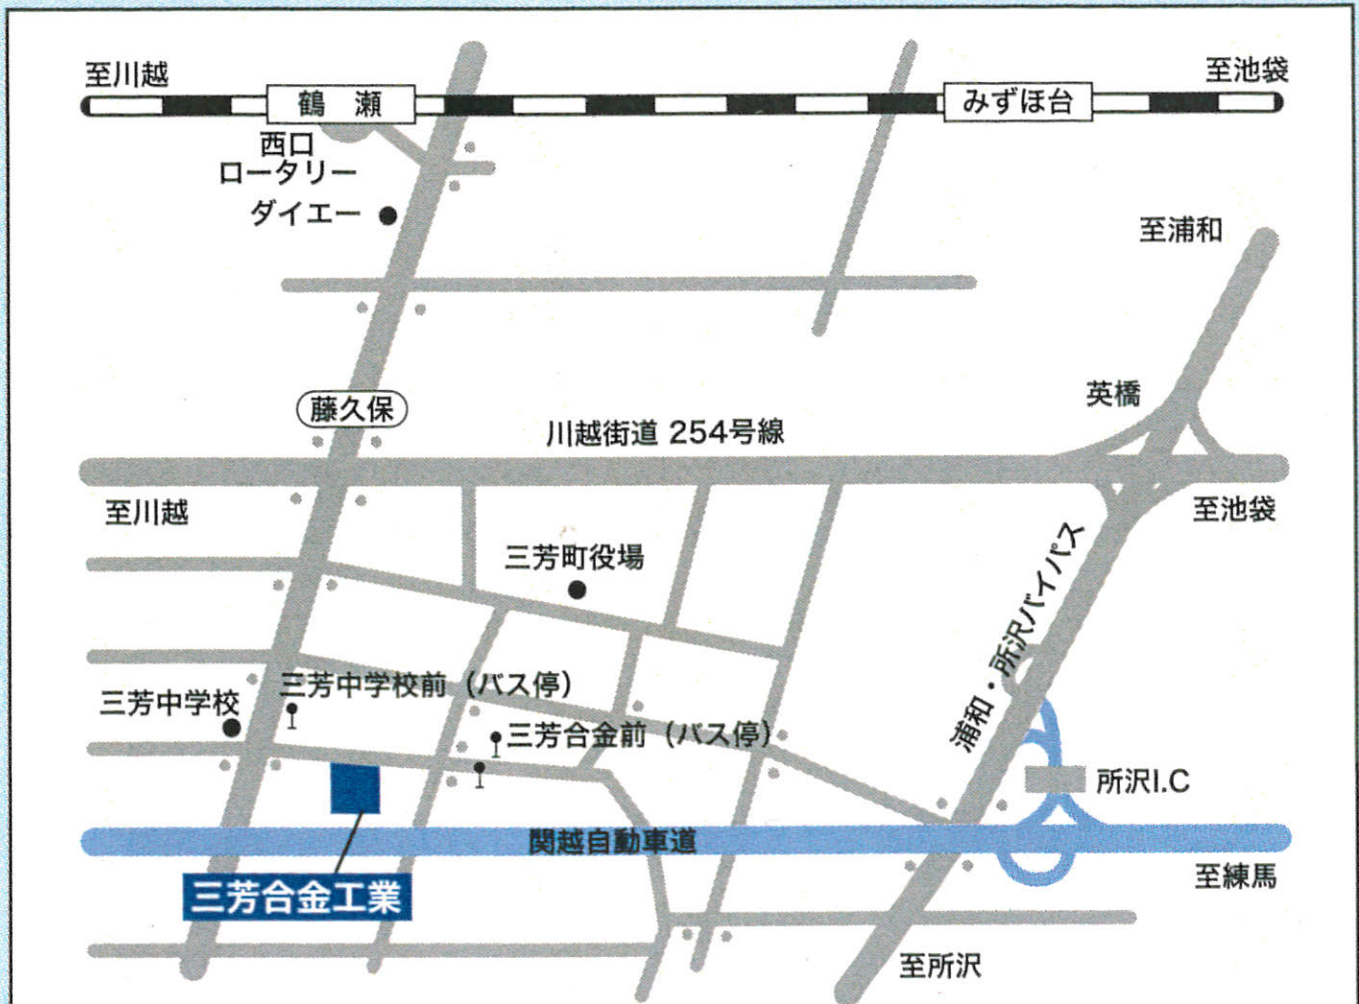 至川越
鶴 瀬
みずほ台
至池袋
西口
ロータリー
ダイエー
至浦和
英橋
藤久保
川越街道 254号線
至川越
至池袋
三芳町役場
浦和・所沢バイパス
三芳中学校前（バス停）
三芳中学校
三芳合金前（バス停）
所沢I.C
関越自動車道
至練馬
三芳合金工業
至所沢